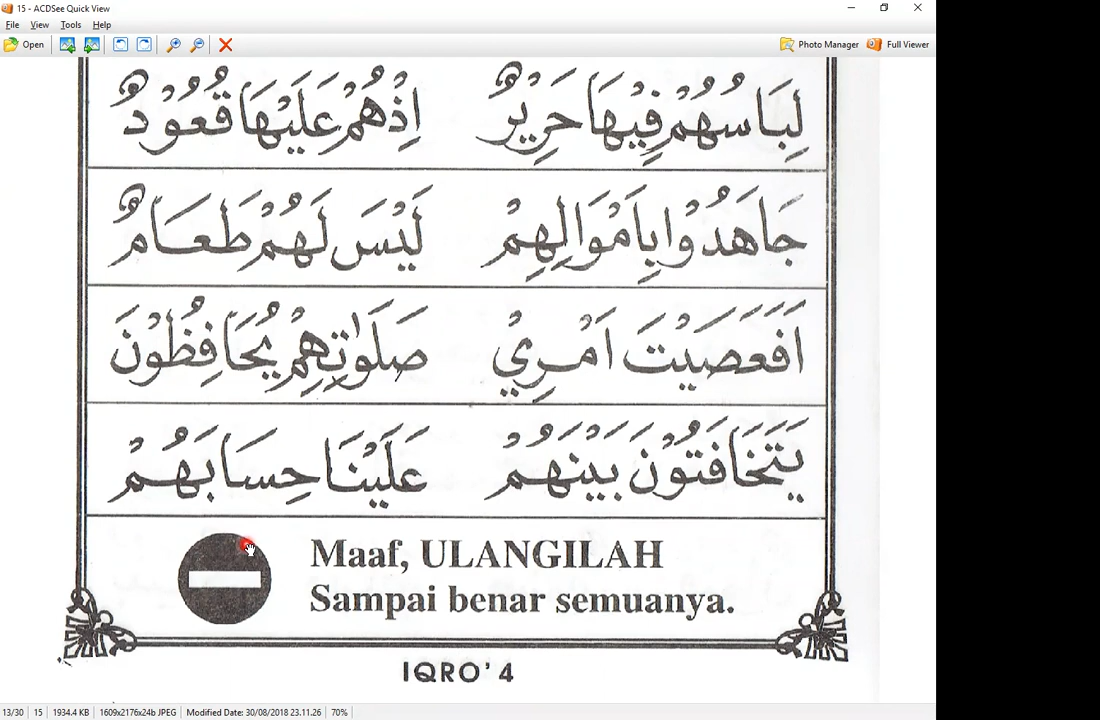 15 - ACDSee Quick View
File View Tools Help
Open Photo Manager Full Viewer
لِبَاسُهُمْ فِيْهَا حَرِيْرٌ اِذْهُمْ عَلَيْهَا قُعُوْدٌ
جَاهَدُوْا بِاَمْوَالِهِمْ لَيْسَ لَهُمْ طَعَامٌ
اَفَعَصَيْتَ اَمْرِيْ صَلَوٰتِهِمْ يُحَافِظُوْنَ
يَتَخَافَتُوْنَ بَيْنَهُمْ عَلَيْنَا حِسَابَهُمْ
Maaf, ULANGILAH
Sampai benar semuanya.
IQRO' 4
13/30 15 1934.4 KB 1609x2176x24b JPEG Modified Date: 30/08/2018 23.11.26 70%